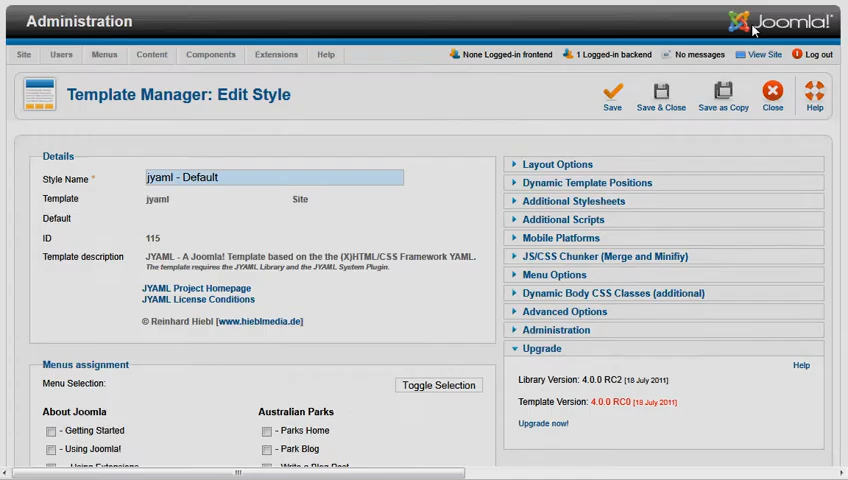 Administration
Joomla!
Site Users Menus Content Components Extensions Help
None Logged-in frontend 1 Logged-in backend No messages View Site Log out
Template Manager: Edit Style
Save Save & Close Save as Copy Close Help
Details
Style Name * jyaml - Default
Template jyaml Site
Default
ID 115
Template description JYAML - A Joomla! Template based on the the (X)HTML/CSS Framework YAML.
The template requires the JYAML Library and the JYAML System Plugin.
JYAML Project Homepage
JYAML License Conditions
© Reinhard Hiebl [www.hieblmedia.de]
Menus assignment
Menu Selection: Toggle Selection
About Joomla Australian Parks
- Getting Started - Parks Home
- Using Joomla! - Park Blog
- Using Extensions - Write a Blog Post
Layout Options
Dynamic Template Positions
Additional Stylesheets
Additional Scripts
Mobile Platforms
JS/CSS Chunker (Merge and Minifiy)
Menu Options
Dynamic Body CSS Classes (additional)
Advanced Options
Administration
Upgrade
Help
Library Version: 4.0.0 RC2 [18 July 2011]
Template Version: 4.0.0 RC0 [18 July 2011]
Upgrade now!